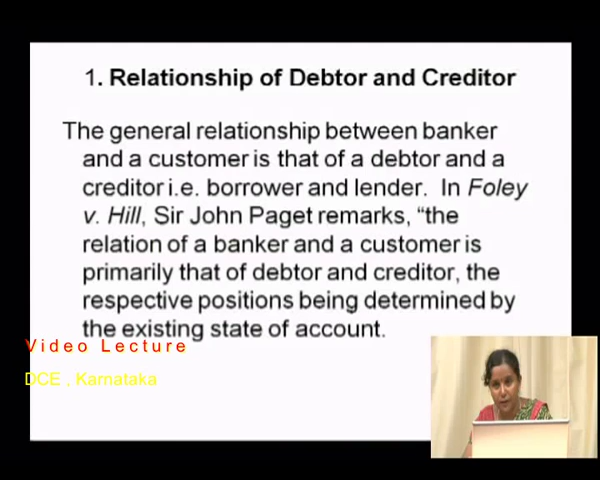 1. Relationship of Debtor and Creditor
The general relationship between banker
and a customer is that of a debtor and a
creditor i.e. borrower and lender. In Foley
v. Hill, Sir John Paget remarks, “the
relation of a banker and a customer is
primarily that of debtor and creditor, the
respective positions being determined by
the existing state of account.
Video Lecture
DCE , Karnataka